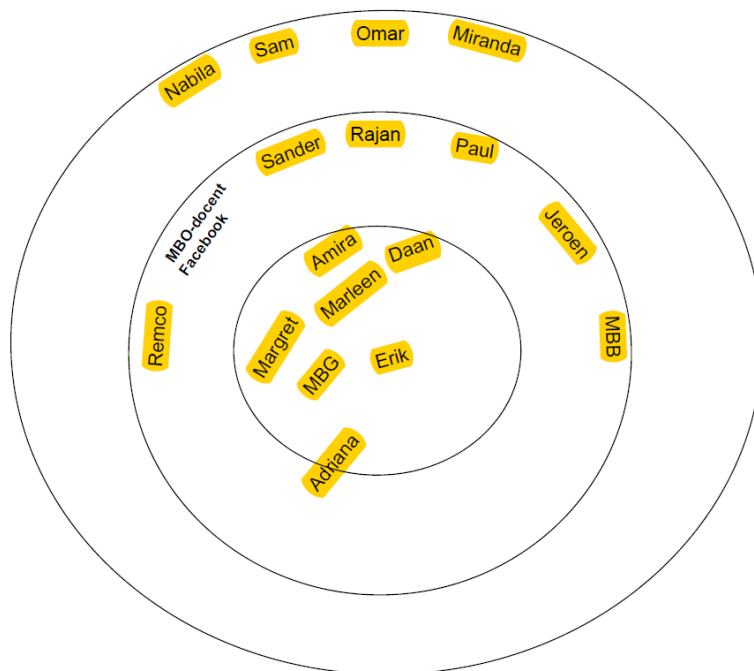 Nabila
Sam
Omar
Miranda
Sander
Rajan
Paul
MBO-docent
Facebook
Jeroen
Amira
Daan
Marleen
Remco
Margret
MBG
Erik
MBB
Adriana